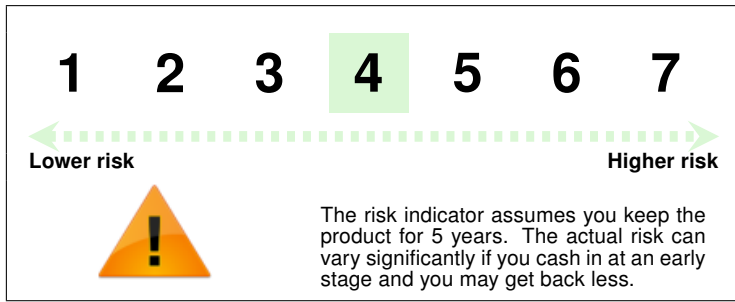 1 2 3 4 5 6 7
Lower risk Higher risk
!
The risk indicator assumes you keep the
product for 5 years. The actual risk can
vary significantly if you cash in at an early
stage and you may get back less.